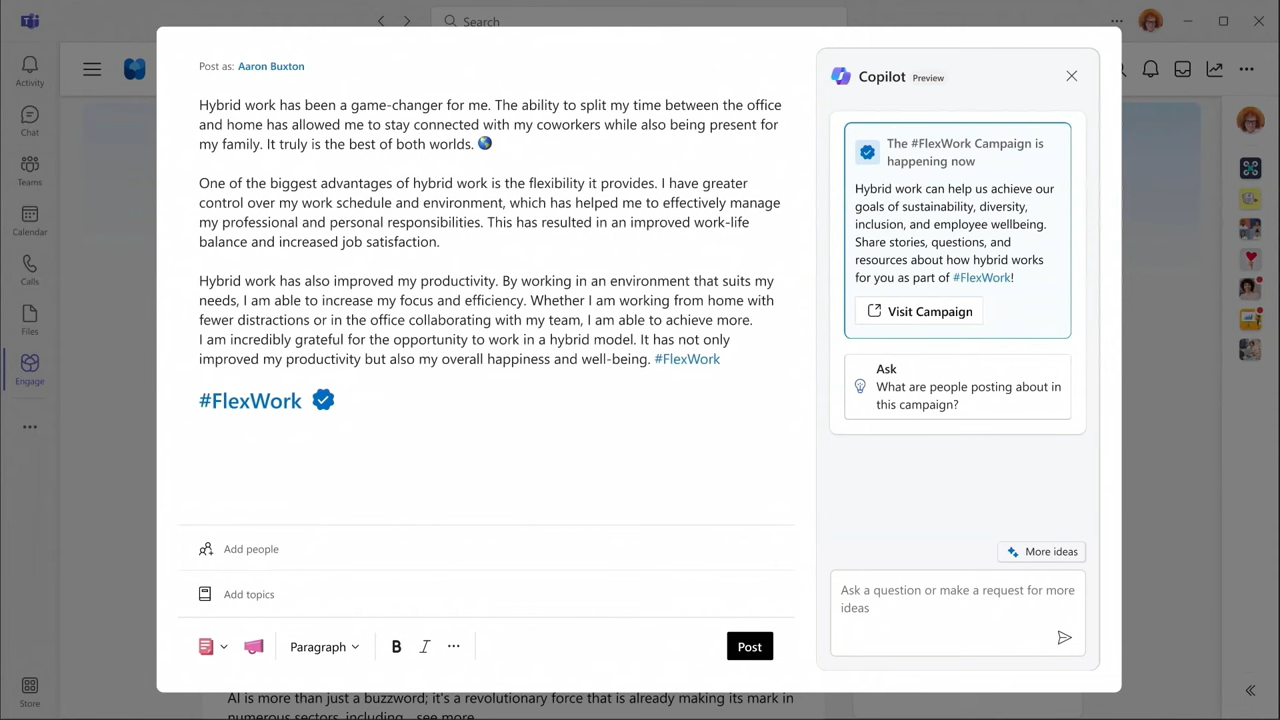 Search
Activity
Chat
Teams
Calendar
Calls
Files
Engage
Store
Post as: Aaron Buxton
Hybrid work has been a game-changer for me. The ability to split my time between the office
and home has allowed me to stay connected with my coworkers while also being present for
my family. It truly is the best of both worlds.
One of the biggest advantages of hybrid work is the flexibility it provides. I have greater
control over my work schedule and environment, which has helped me to effectively manage
my professional and personal responsibilities. This has resulted in an improved work-life
balance and increased job satisfaction.
Hybrid work has also improved my productivity. By working in an environment that suits my
needs, I am able to increase my focus and efficiency. Whether I am working from home with
fewer distractions or in the office collaborating with my team, I am able to achieve more.
I am incredibly grateful for the opportunity to work in a hybrid model. It has not only
improved my productivity but also my overall happiness and well-being. #FlexWork
#FlexWork
Add people
Add topics
Paragraph
B
I
Post
Copilot Preview
The #FlexWork Campaign is
happening now
Hybrid work can help us achieve our
goals of sustainability, diversity,
inclusion, and employee wellbeing.
Share stories, questions, and
resources about how hybrid works
for you as part of #FlexWork!
Visit Campaign
Ask
What are people posting about in
this campaign?
More ideas
Ask a question or make a request for more
ideas
AI is more than just a buzzword; it's a revolutionary force that is already making its mark in
numerous sectors, including... see more